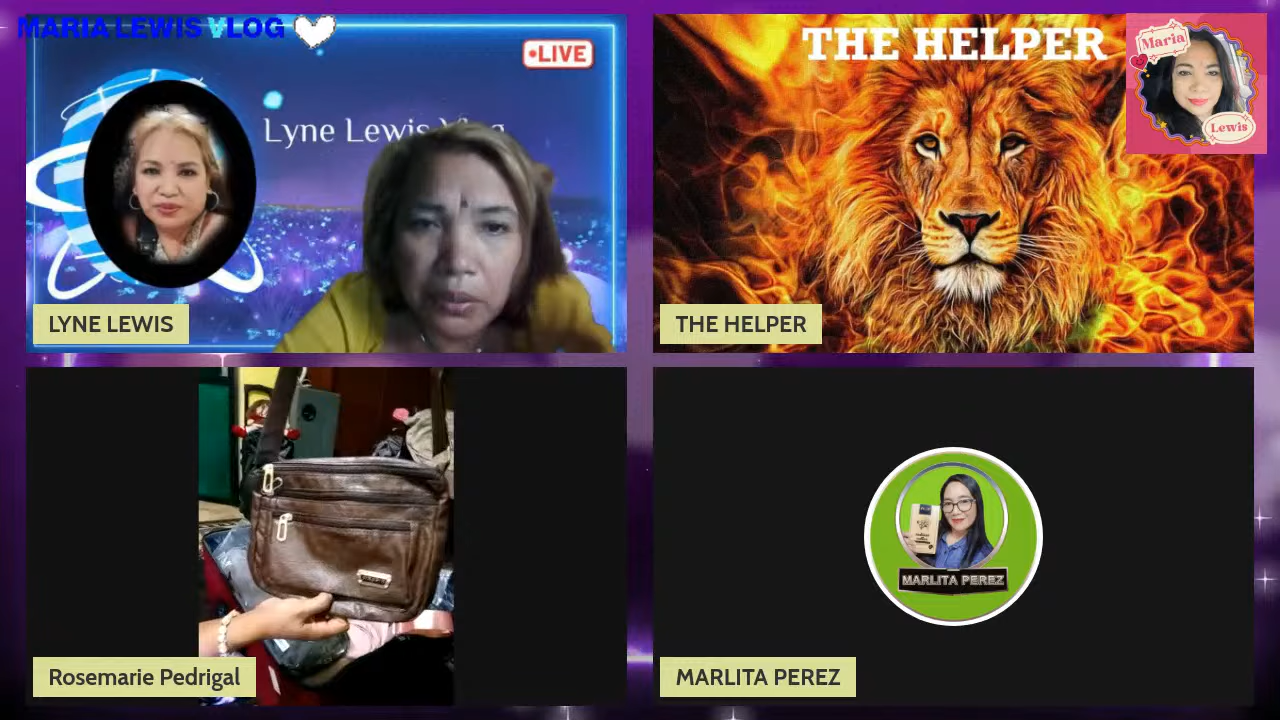 MARIA LEWIS VLOG
•LIVE
Lyne Lewis Vlog
LYNE LEWIS
THE HELPER
Maria
Lewis
THE HELPER
Rosemarie Pedrigal
MARLITA PEREZ
MARLITA PEREZ